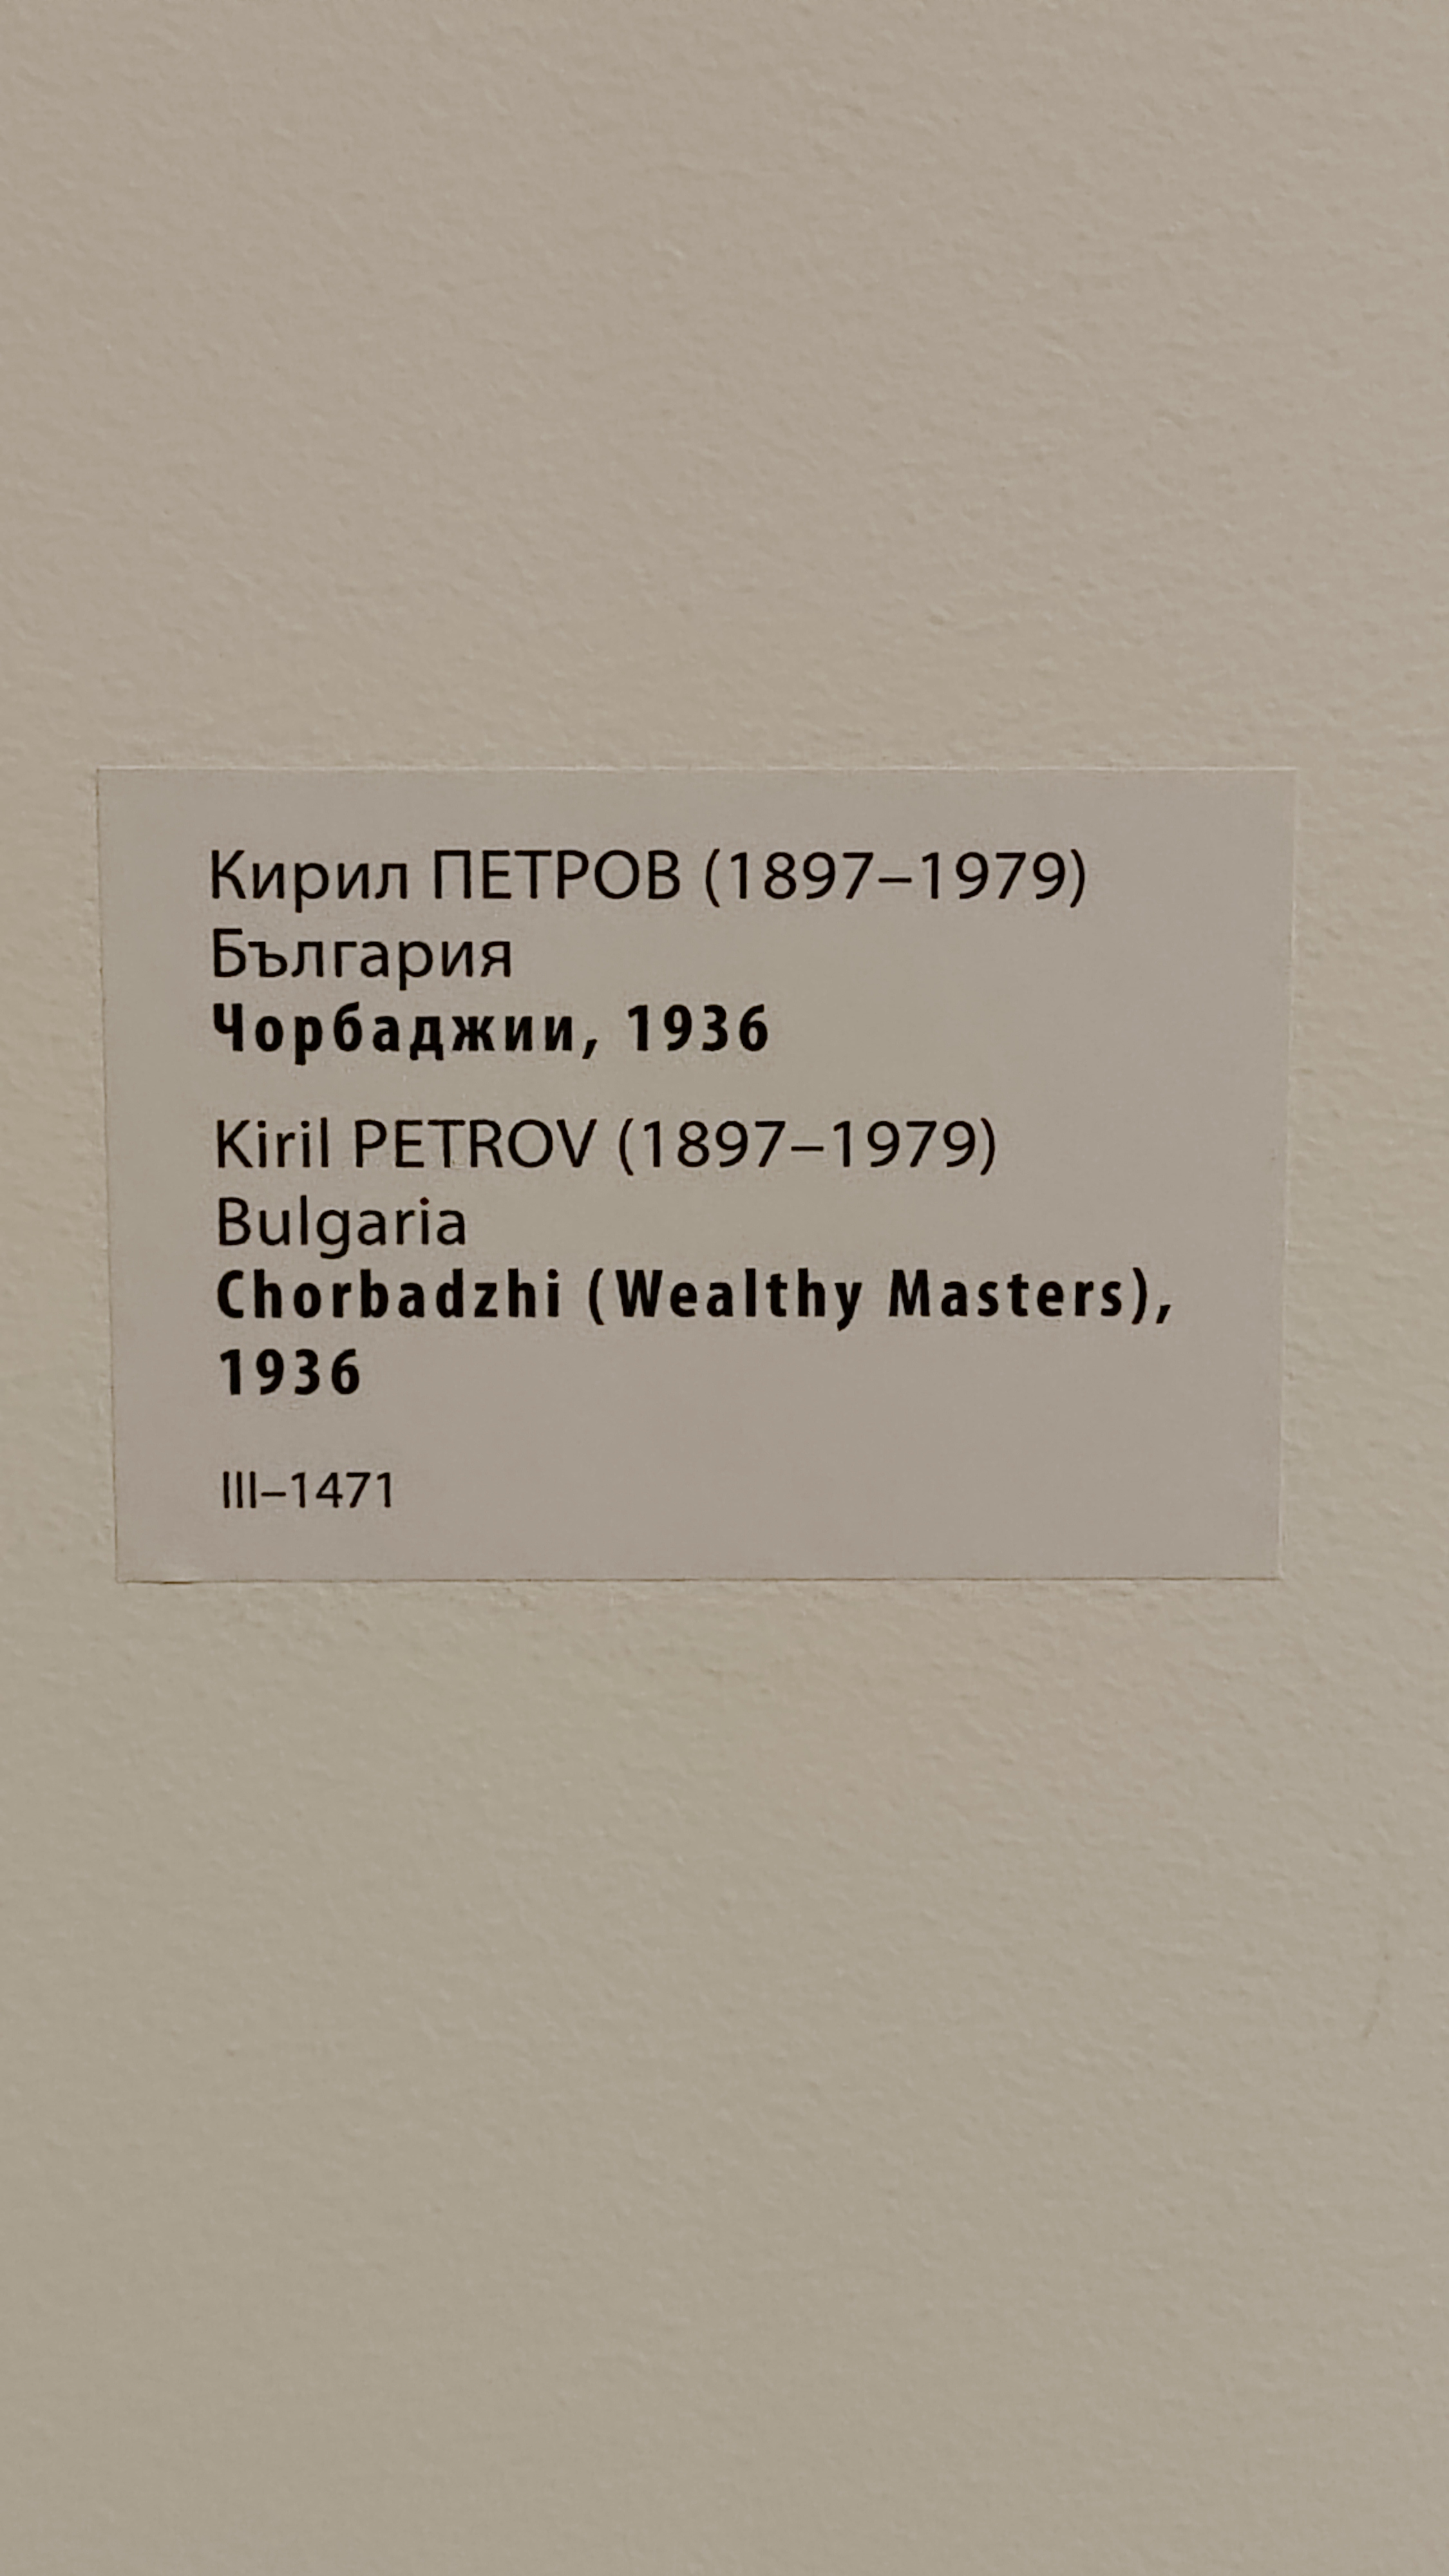 Кирил ПЕТРОВ (1897–1979)
България
Чорбаджии, 1936
Kiril PETROV (1897–1979)
Bulgaria
Chorbadzhi (Wealthy Masters),
1936
III–1471